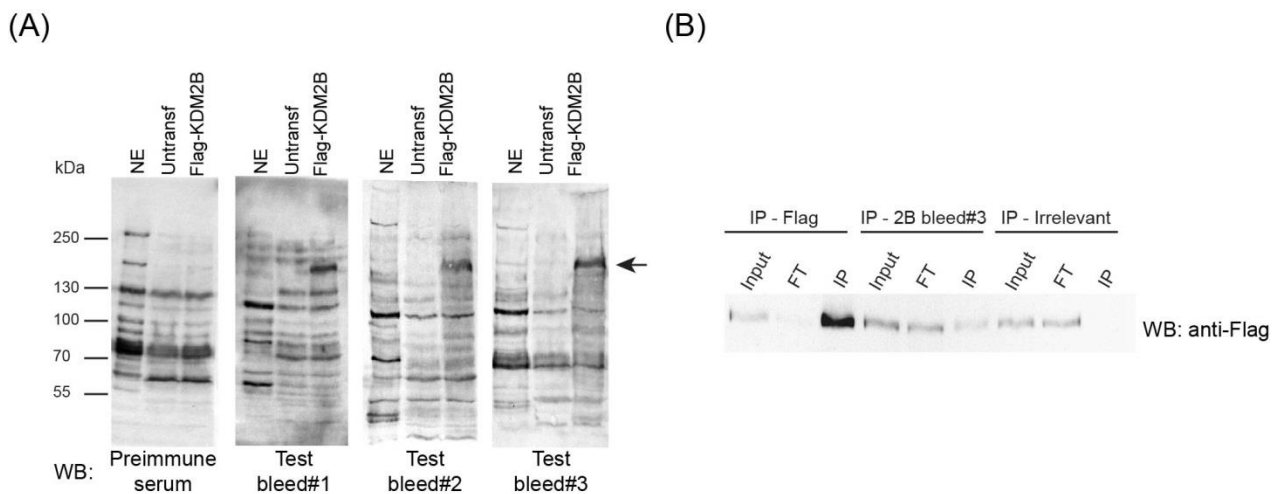 (A)
(B)
kDa
NE
Untransf
Flag-KDM2B
NE
Untransf
Flag-KDM2B
NE
Untransf
Flag-KDM2B
NE
Untransf
Flag-KDM2B
250
130
100
70
55
WB:
Preimmune
serum
Test
bleed#1
Test
bleed#2
Test
bleed#3
IP - Flag
IP - 2B bleed#3
IP - Irrelevant
Input
FT
IP
Input
FT
IP
Input
FT
IP
WB: anti-Flag